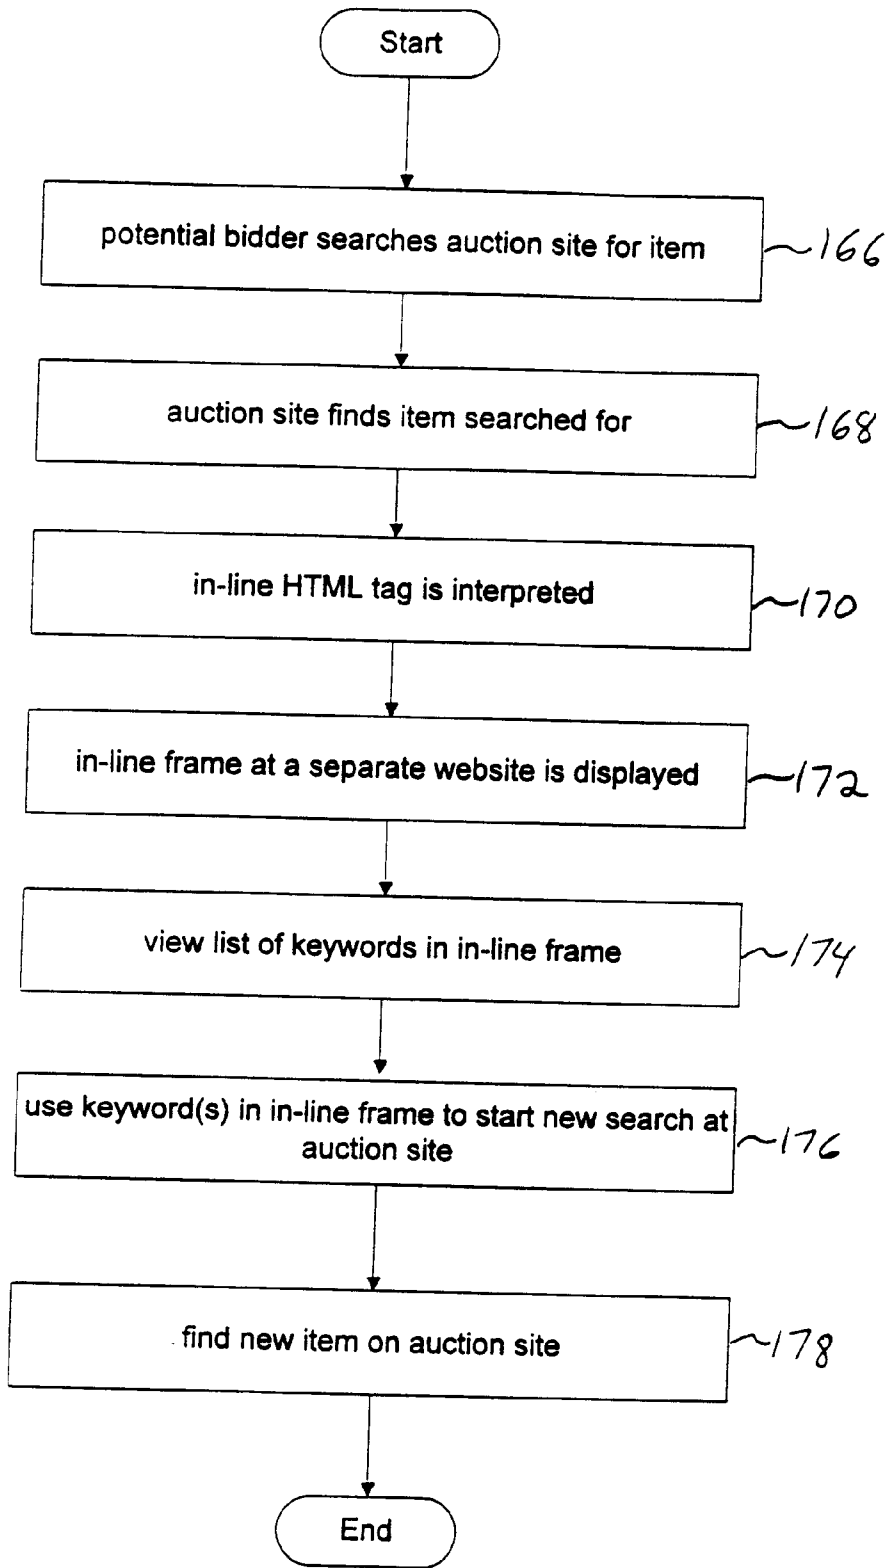 Start
potential bidder searches auction site for item ~166
auction site finds item searched for ~168
in-line HTML tag is interpreted ~170
in-line frame at a separate website is displayed ~172
view list of keywords in in-line frame ~174
use keyword(s) in in-line frame to start new search at
auction site ~176
find new item on auction site ~178
End